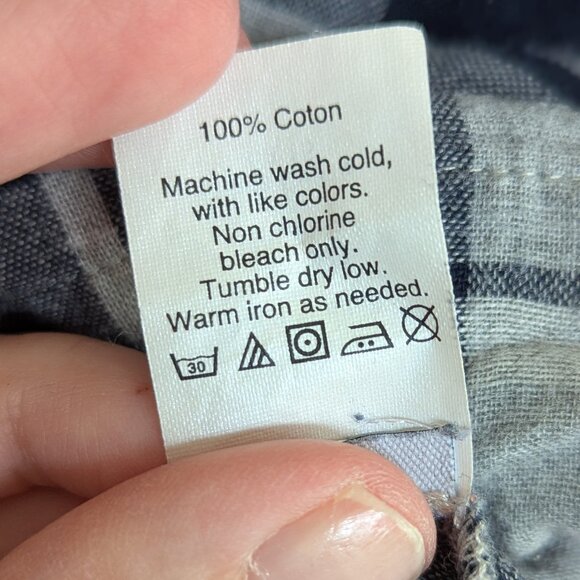 100% Coton
Machine wash cold,
with like colors.
Non chlorine
bleach only.
Tumble dry low.
Warm iron as needed.
30